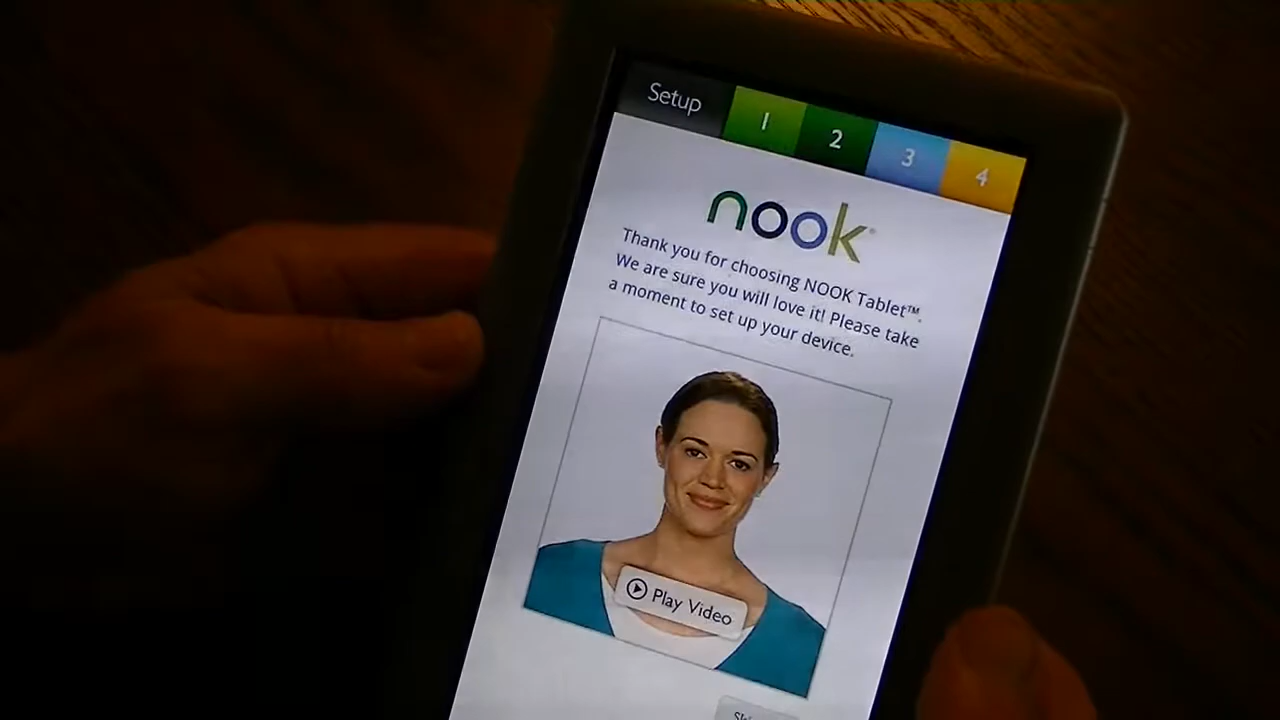 Setup 1 2 3 4
nook
Thank you for choosing NOOK Tablet™.
We are sure you will love it! Please take
a moment to set up your device.
Play Video